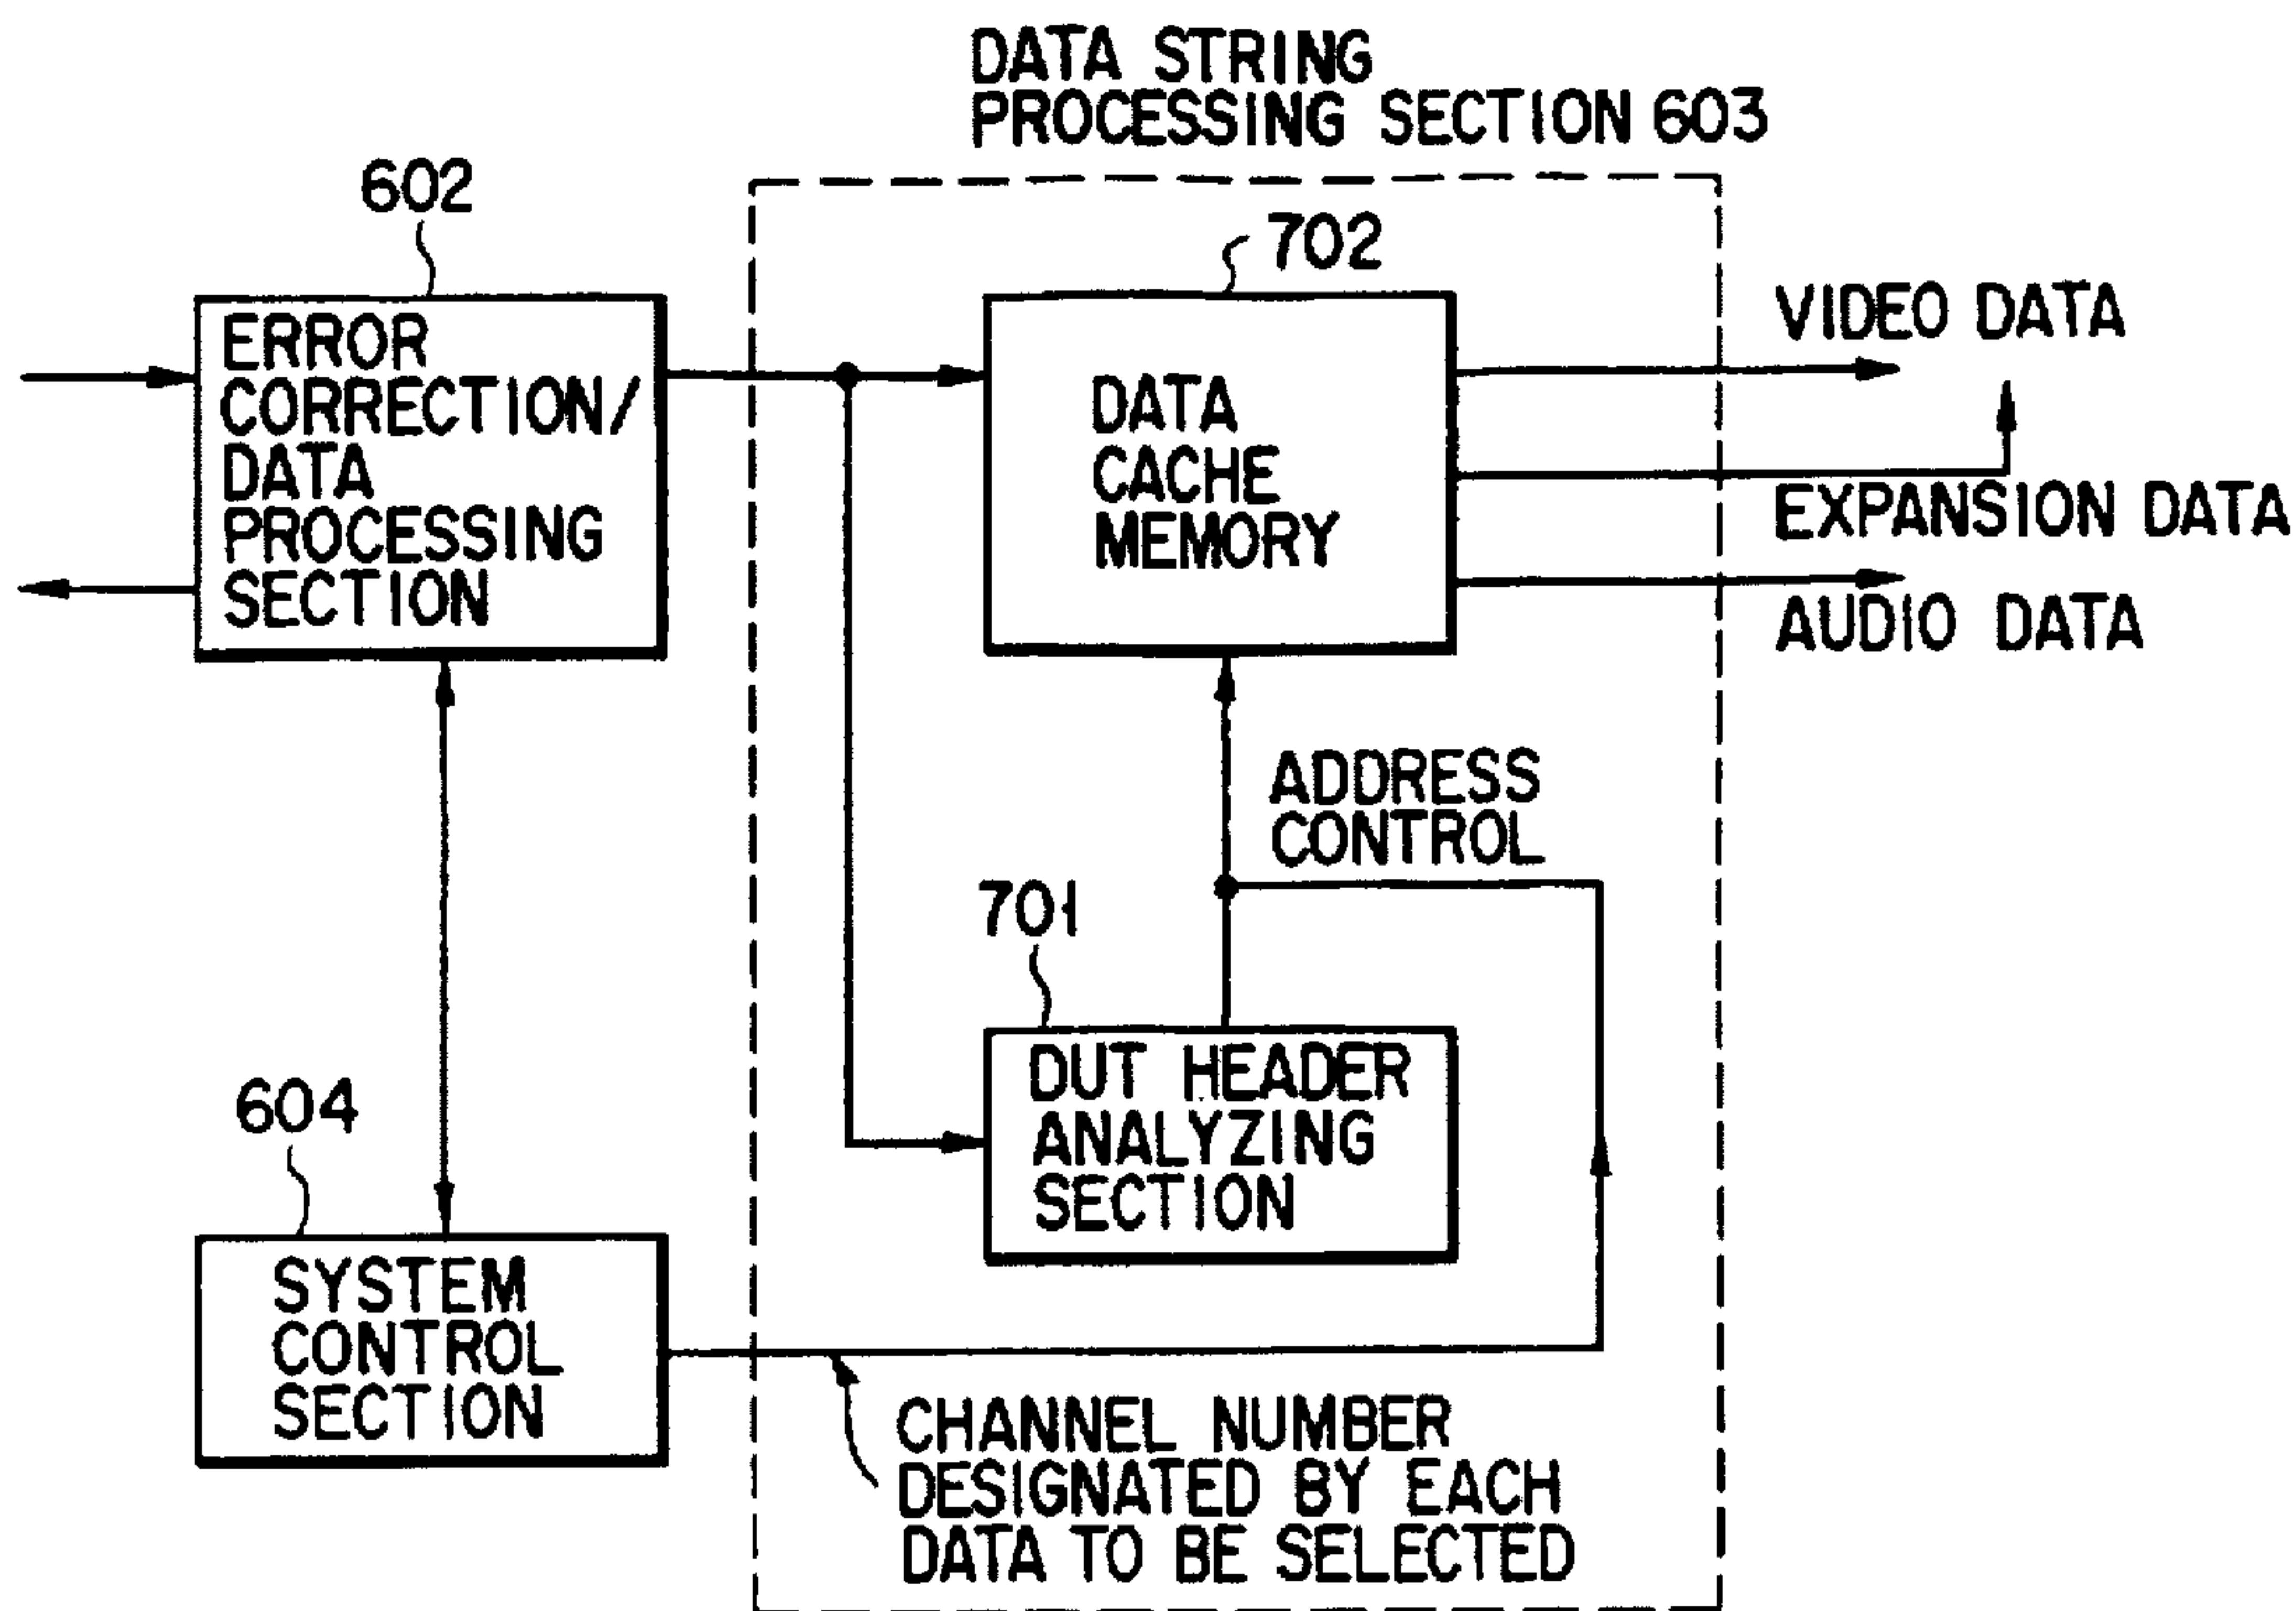 DATA STRING
PROCESSING SECTION 603
602
702
ERROR
CORRECTION/
DATA
PROCESSING
SECTION
DATA
CACHE
MEMORY
VIDEO DATA
EXPANSION DATA
AUDIO DATA
ADDRESS
CONTROL
701
DUT HEADER
ANALYZING
SECTION
604
SYSTEM
CONTROL
SECTION
CHANNEL NUMBER
DESIGNATED BY EACH
DATA TO BE SELECTED